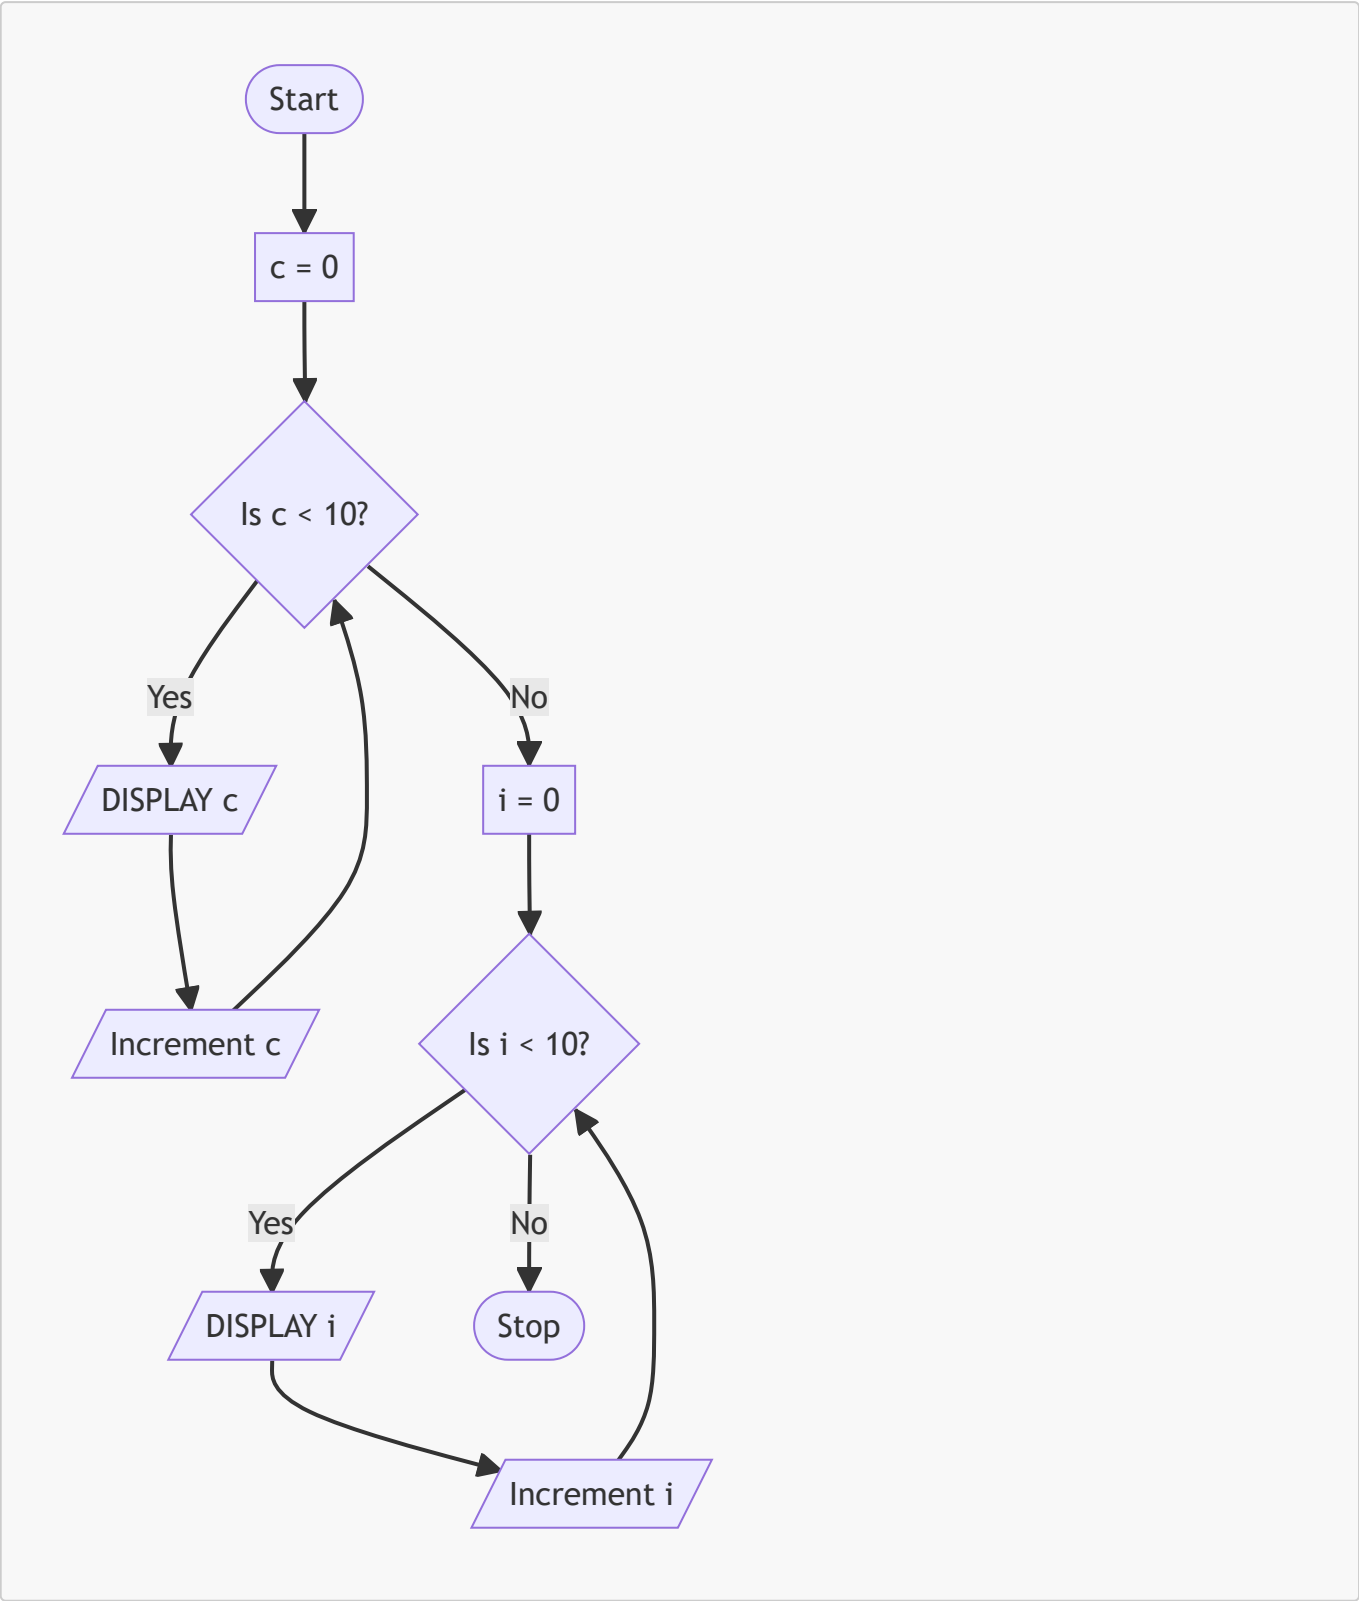 Start
c = 0
Is c < 10?
Yes
No
DISPLAY c
i = 0
Increment c
Is i < 10?
Yes
No
DISPLAY i
Stop
Increment i